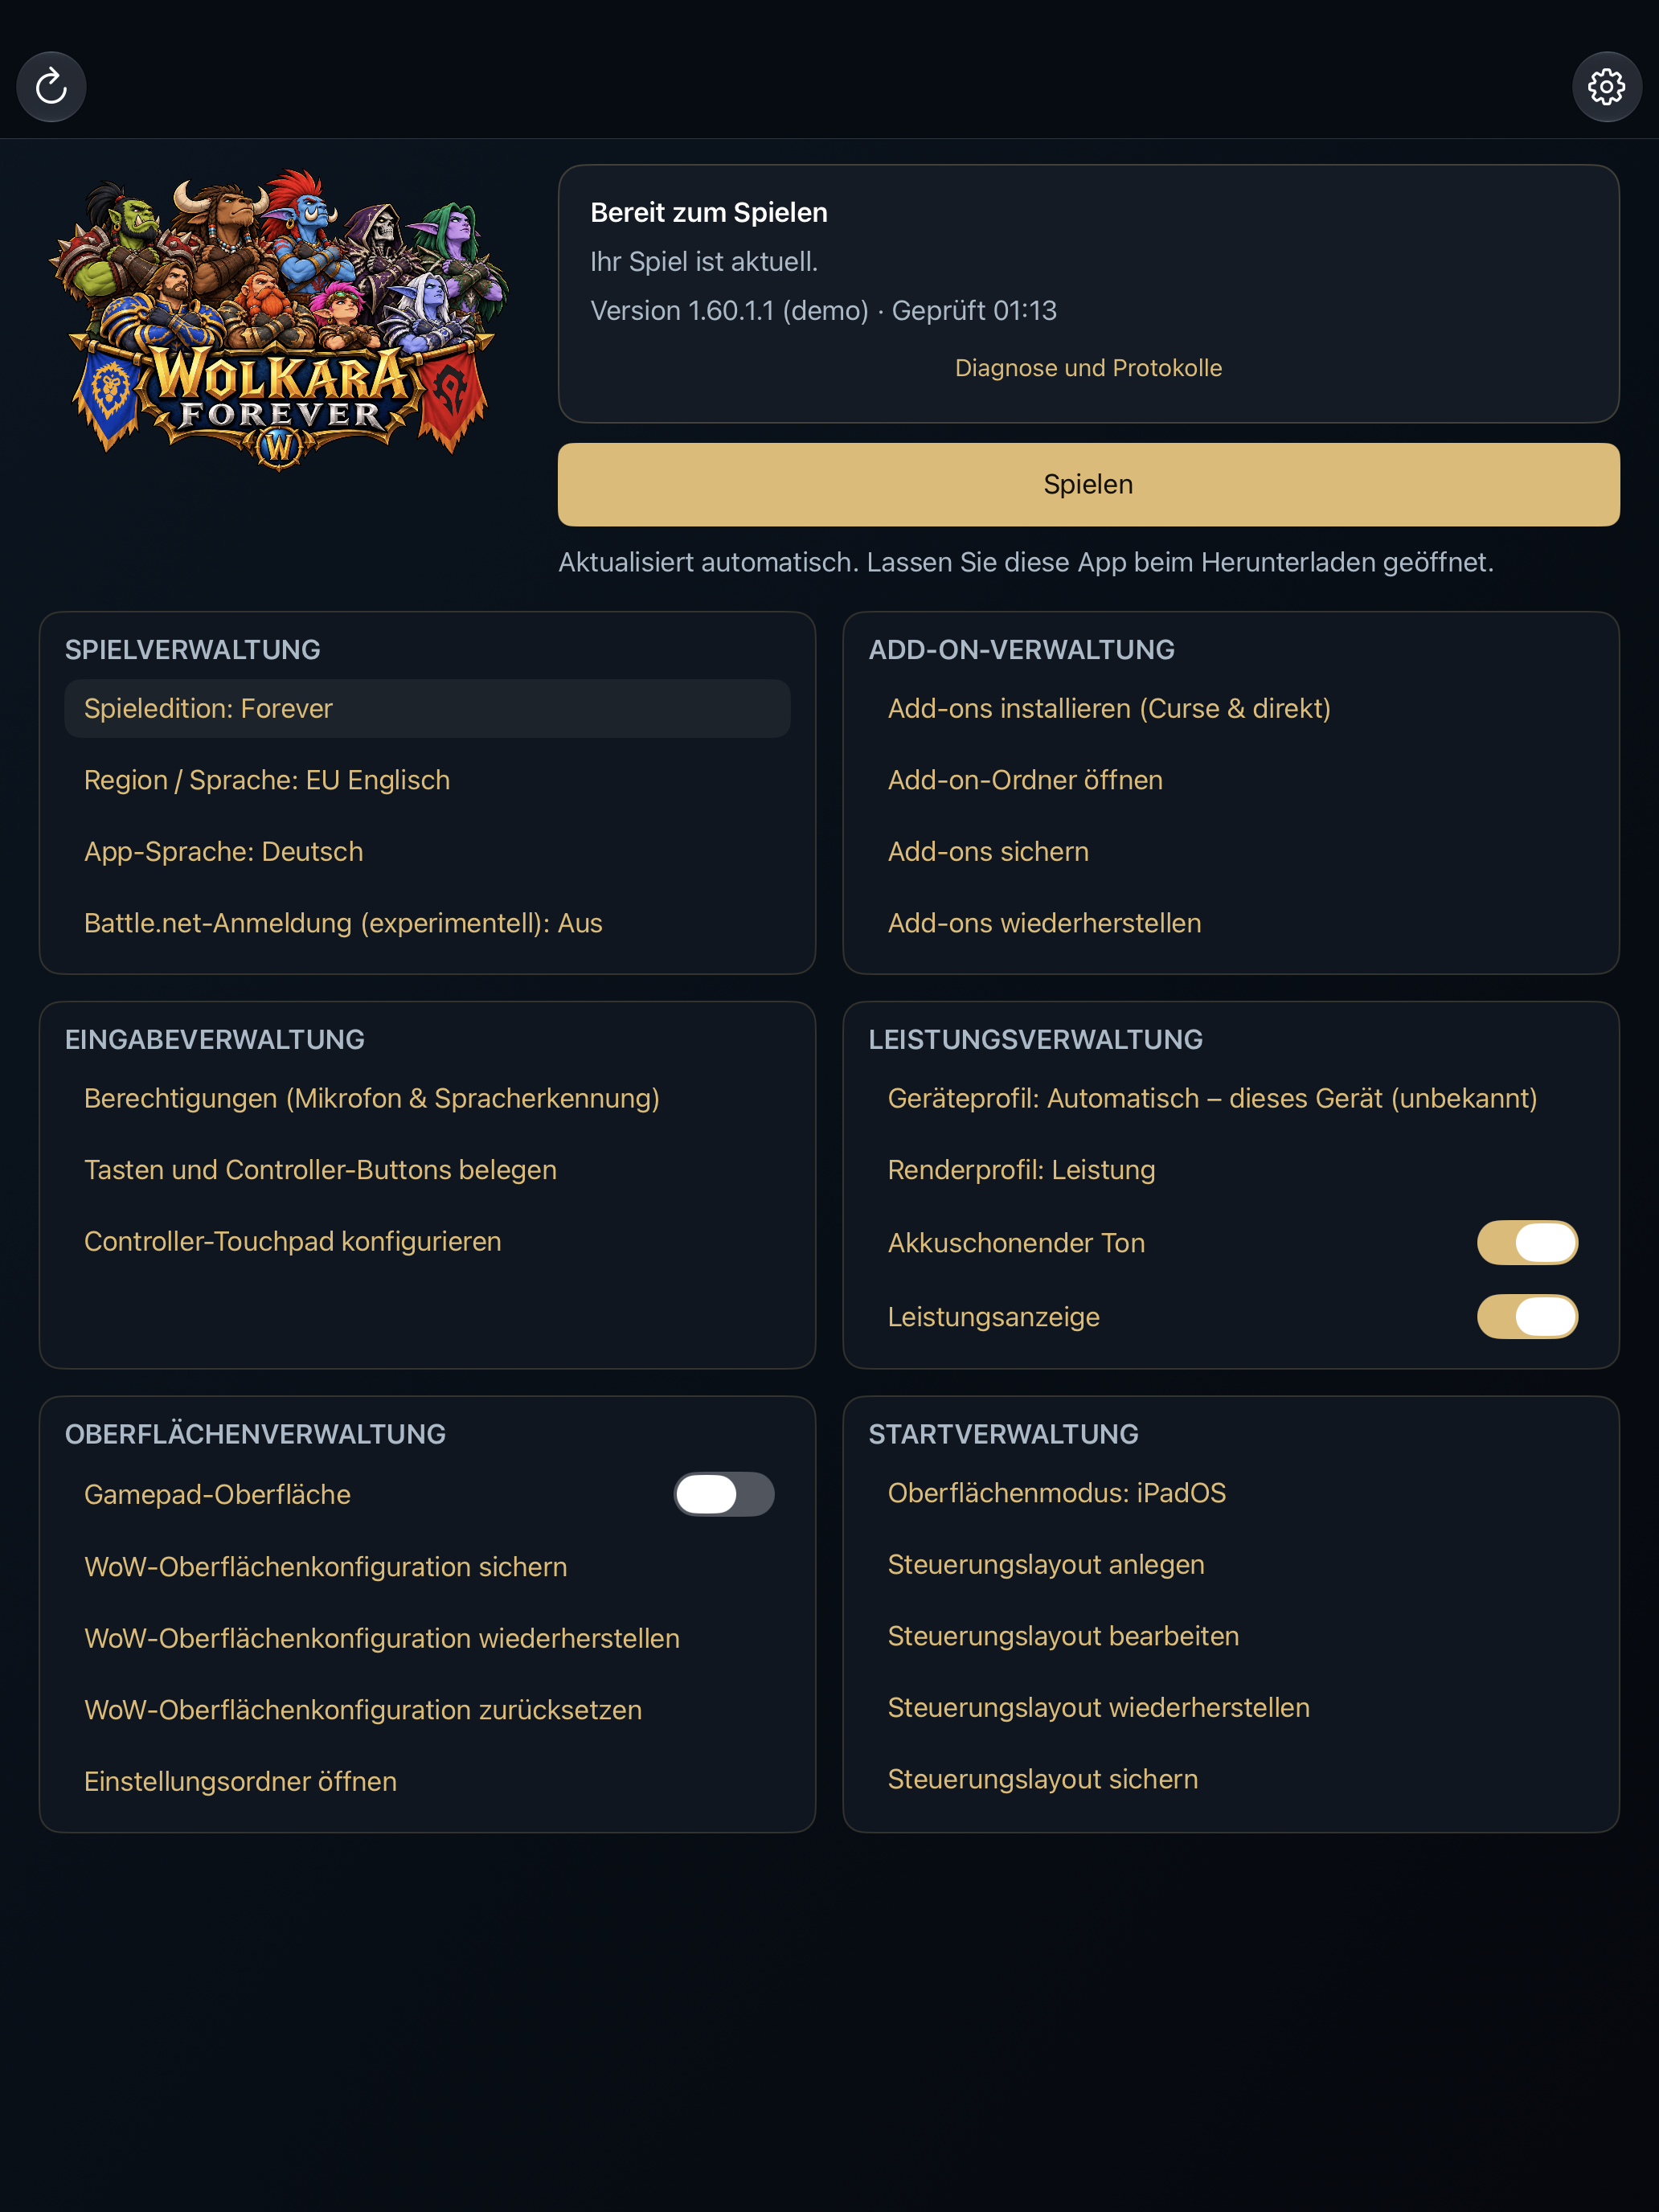 WOLKARA
FOREVER
W
Bereit zum Spielen
Ihr Spiel ist aktuell.
Version 1.60.1.1 (demo) · Geprüft 01:13
Diagnose und Protokolle
Spielen
Aktualisiert automatisch. Lassen Sie diese App beim Herunterladen geöffnet.
SPIELVERWALTUNG
Spieledition: Forever
Region / Sprache: EU Englisch
App-Sprache: Deutsch
Battle.net-Anmeldung (experimentell): Aus
ADD-ON-VERWALTUNG
Add-ons installieren (Curse & direkt)
Add-on-Ordner öffnen
Add-ons sichern
Add-ons wiederherstellen
EINGABEVERWALTUNG
Berechtigungen (Mikrofon & Spracherkennung)
Tasten und Controller-Buttons belegen
Controller-Touchpad konfigurieren
LEISTUNGSVERWALTUNG
Geräteprofil: Automatisch – dieses Gerät (unbekannt)
Renderprofil: Leistung
Akkuschonender Ton
Leistungsanzeige
OBERFLÄCHENVERWALTUNG
Gamepad-Oberfläche
WoW-Oberflächenkonfiguration sichern
WoW-Oberflächenkonfiguration wiederherstellen
WoW-Oberflächenkonfiguration zurücksetzen
Einstellungsordner öffnen
STARTVERWALTUNG
Oberflächenmodus: iPadOS
Steuerungslayout anlegen
Steuerungslayout bearbeiten
Steuerungslayout wiederherstellen
Steuerungslayout sichern